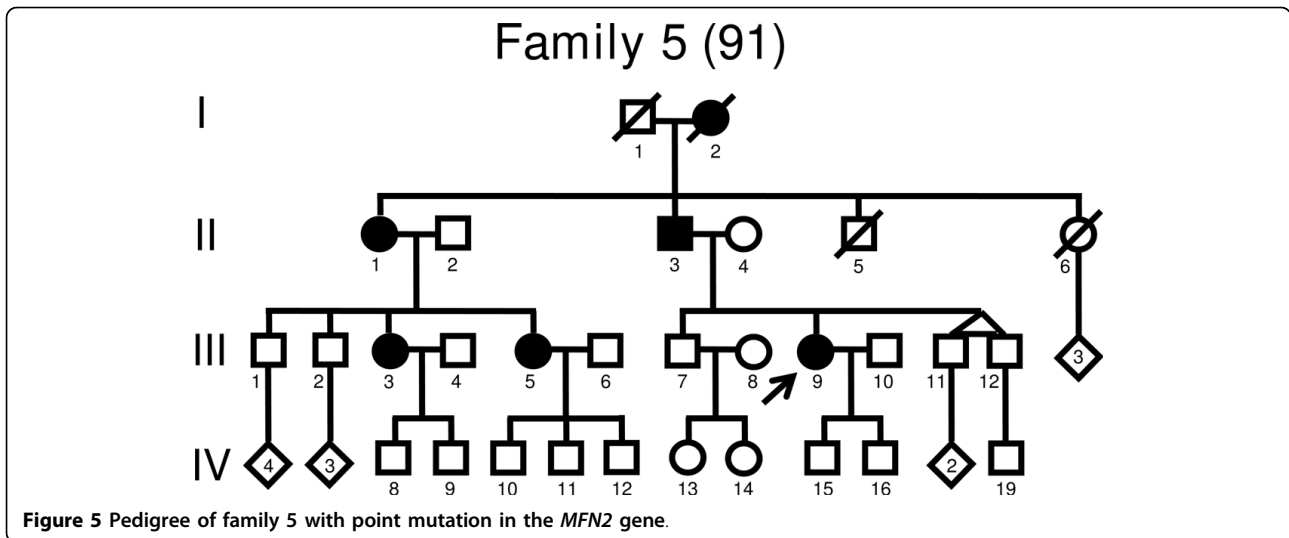 Family 5 (91)
I
1 2
II
1 2 3 4 5 6
III
1 2 3 4 5 6 7 8 9 10 11 12 3
IV
4 3 8 9 10 11 12 13 14 15 16 2 19
Figure 5 Pedigree of family 5 with point mutation in the MFN2 gene.